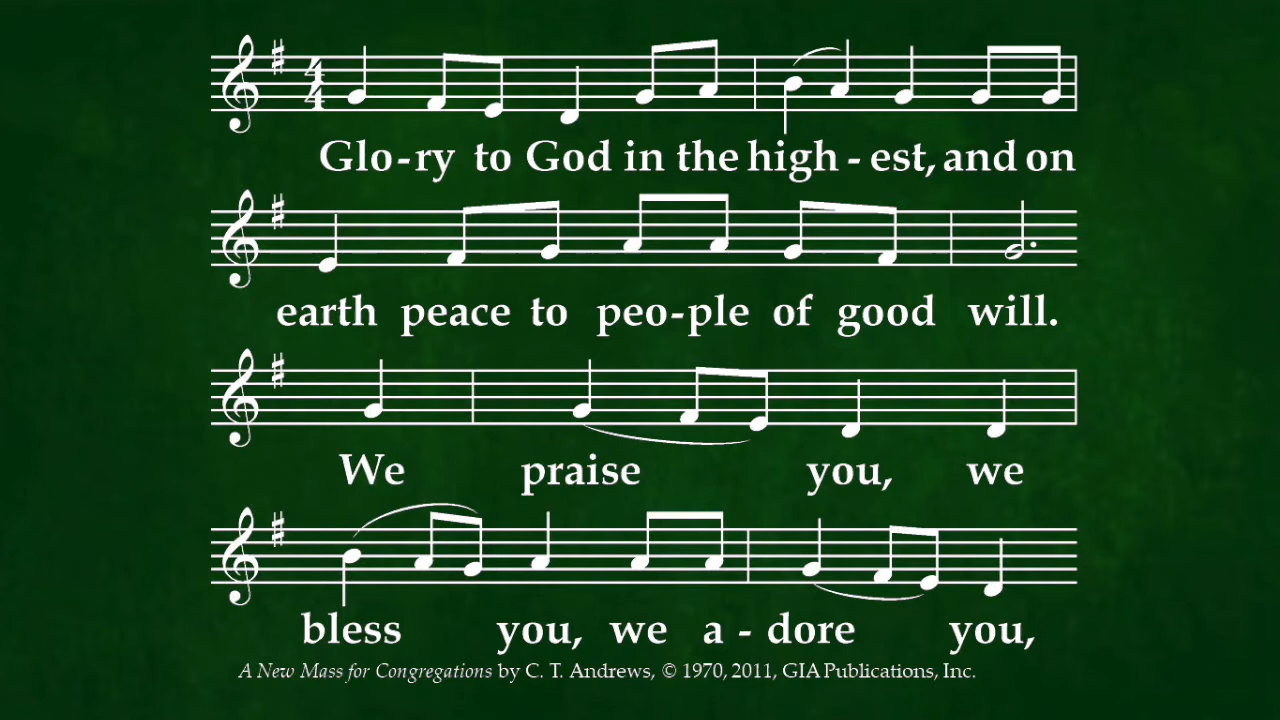 4
4
Glo-ry to God in the high - est, and on
earth peace to peo-ple of good will.
We praise you, we
bless you, we a - dore you,
A New Mass for Congregations by C. T. Andrews, © 1970, 2011, GIA Publications, Inc.